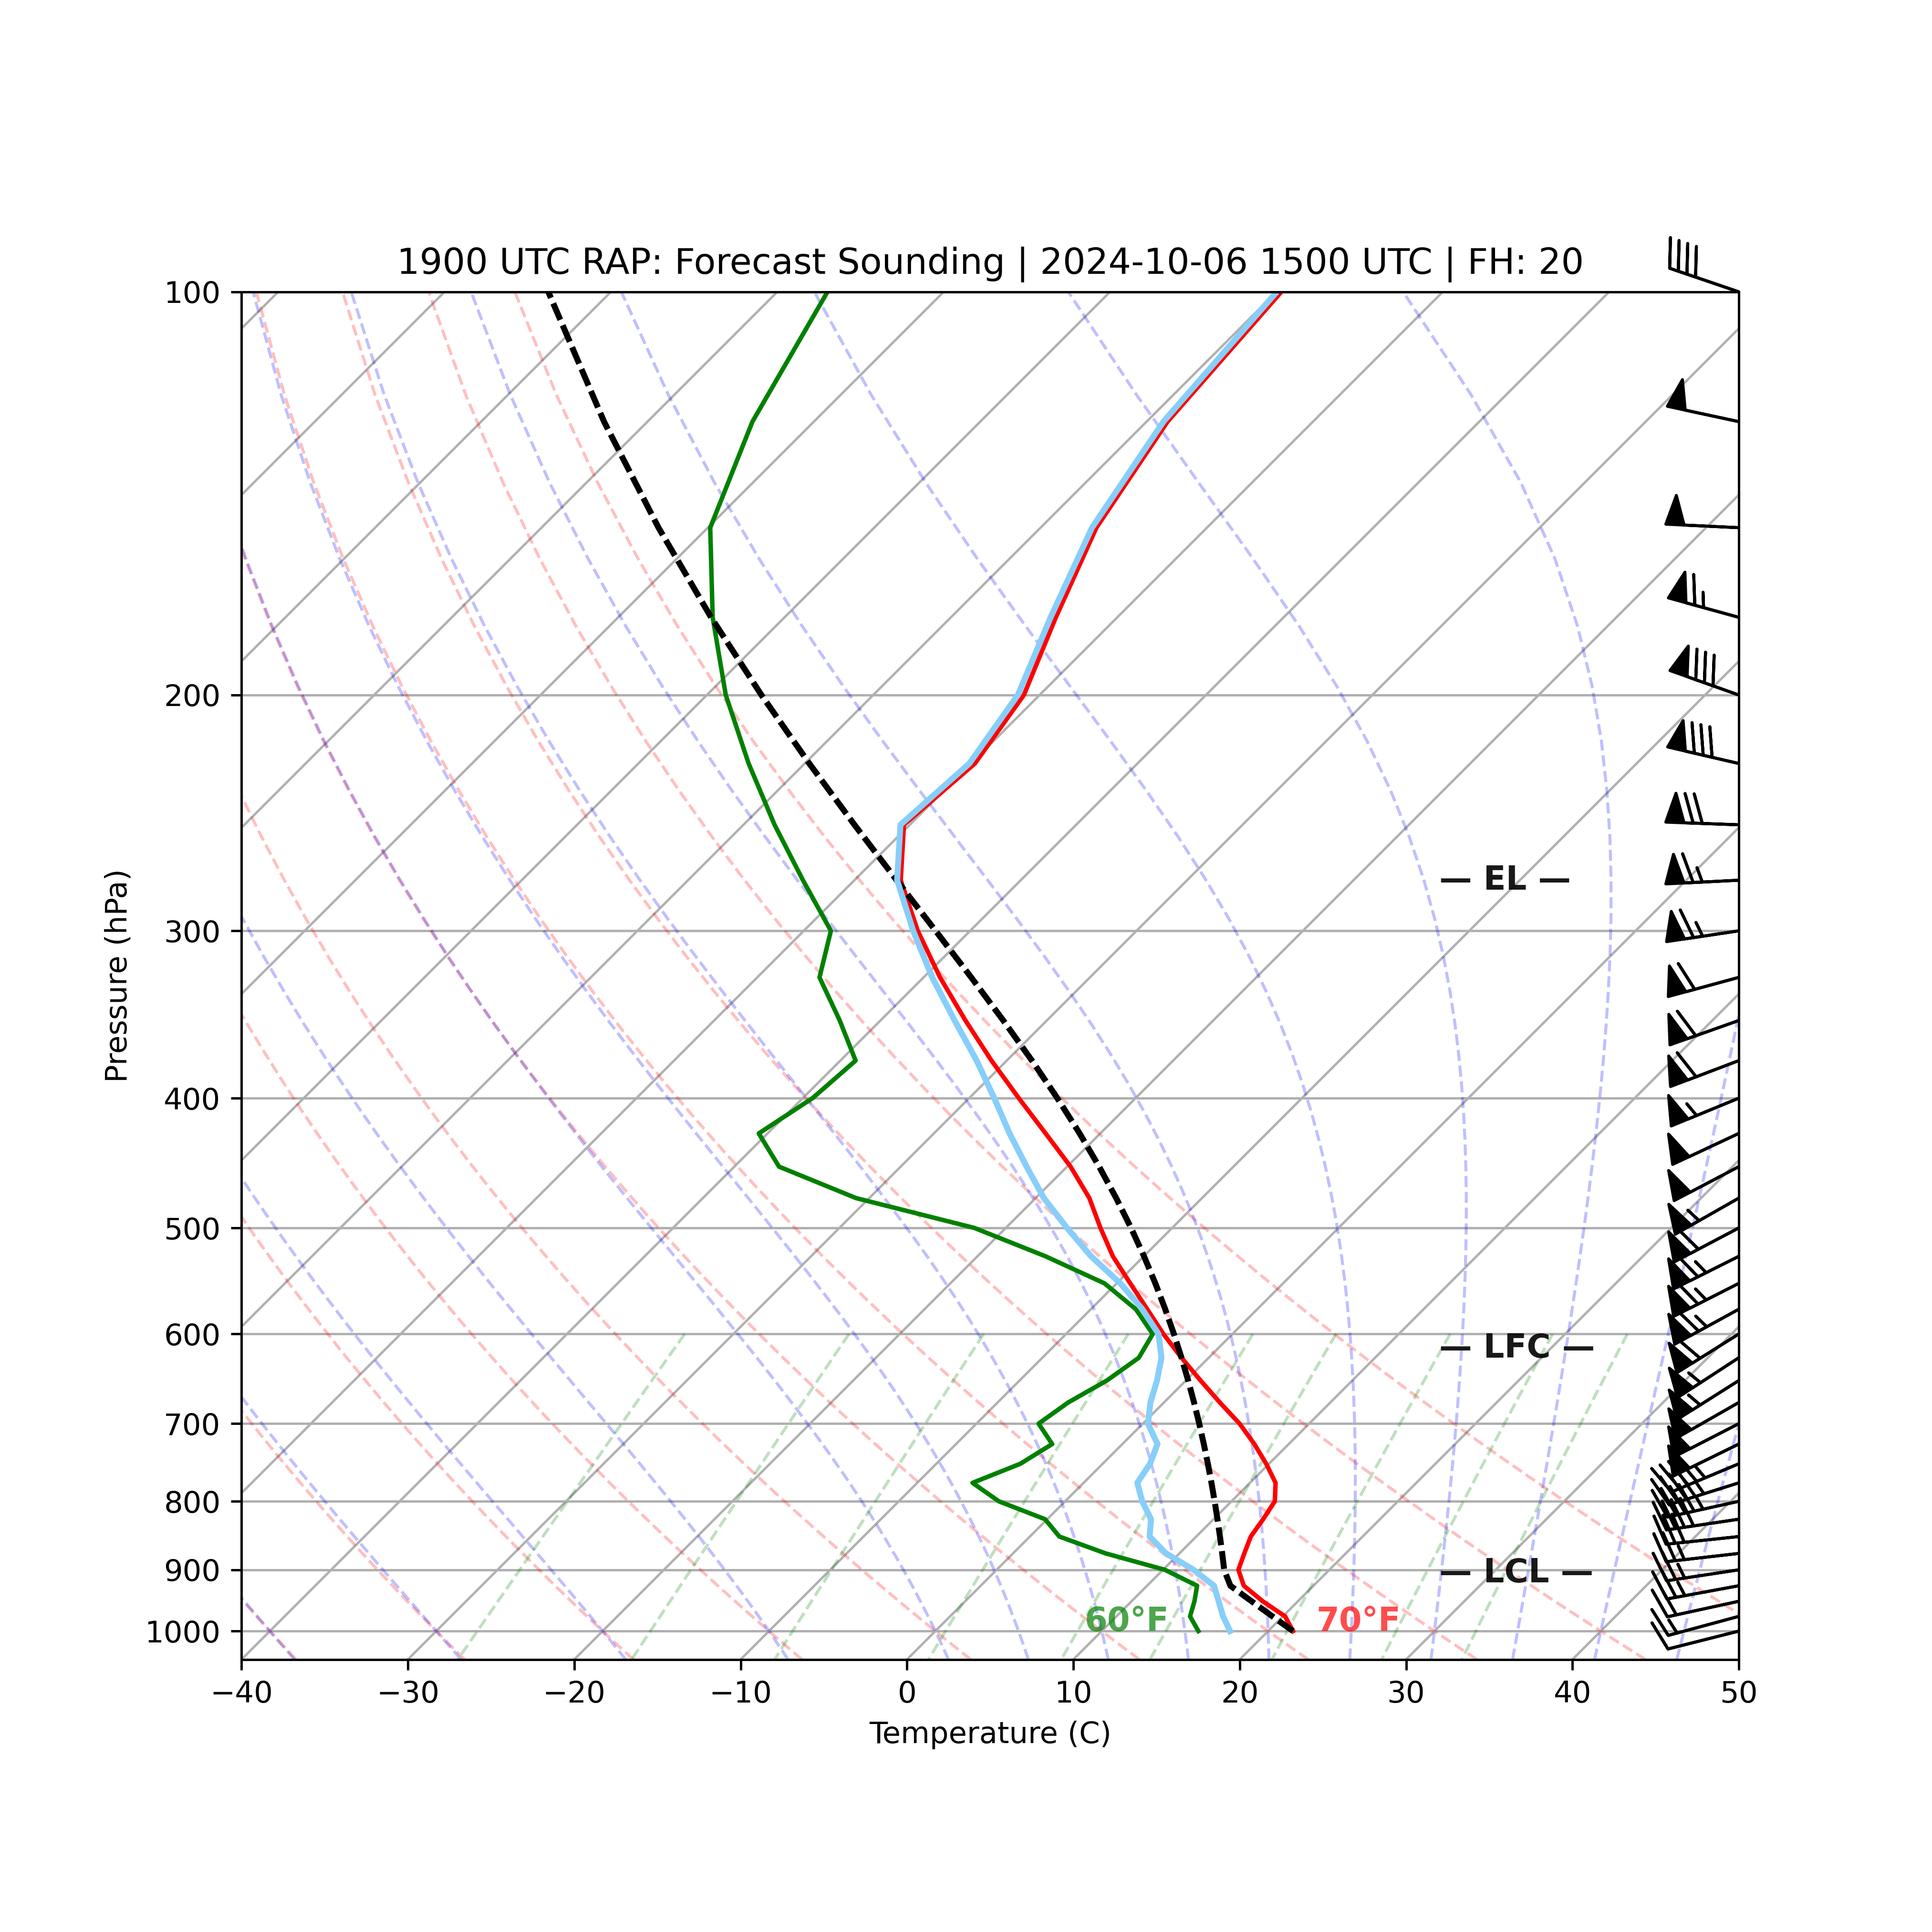 1900 UTC RAP: Forecast Sounding | 2024-10-06 1500 UTC | FH: 20
100
200
— EL —
300
Pressure (hPa)
400
500
600
— LFC —
700
800
900
— LCL —
60°F
70°F
1000
−40 −30 −20 −10 0 10 20 30 40 50
Temperature (C)